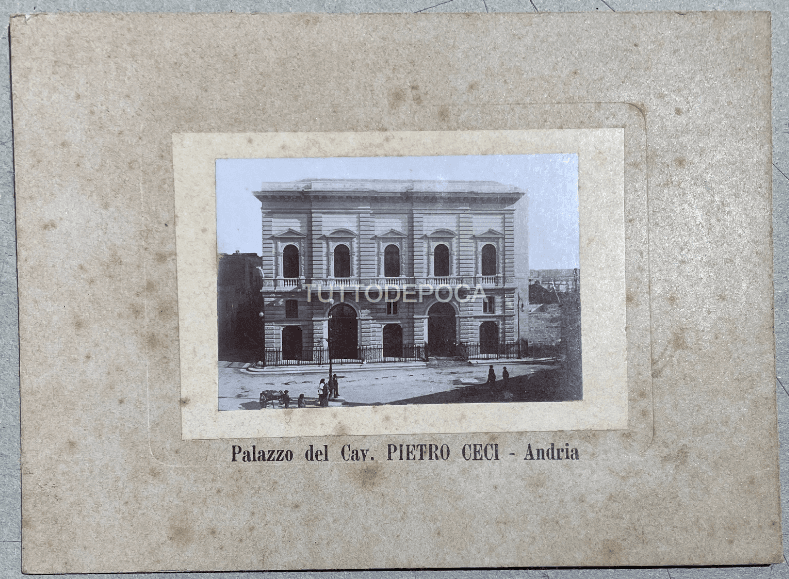 TUTTODEPOCA
Palazzo del Cav. PIETRO CECI - Andria